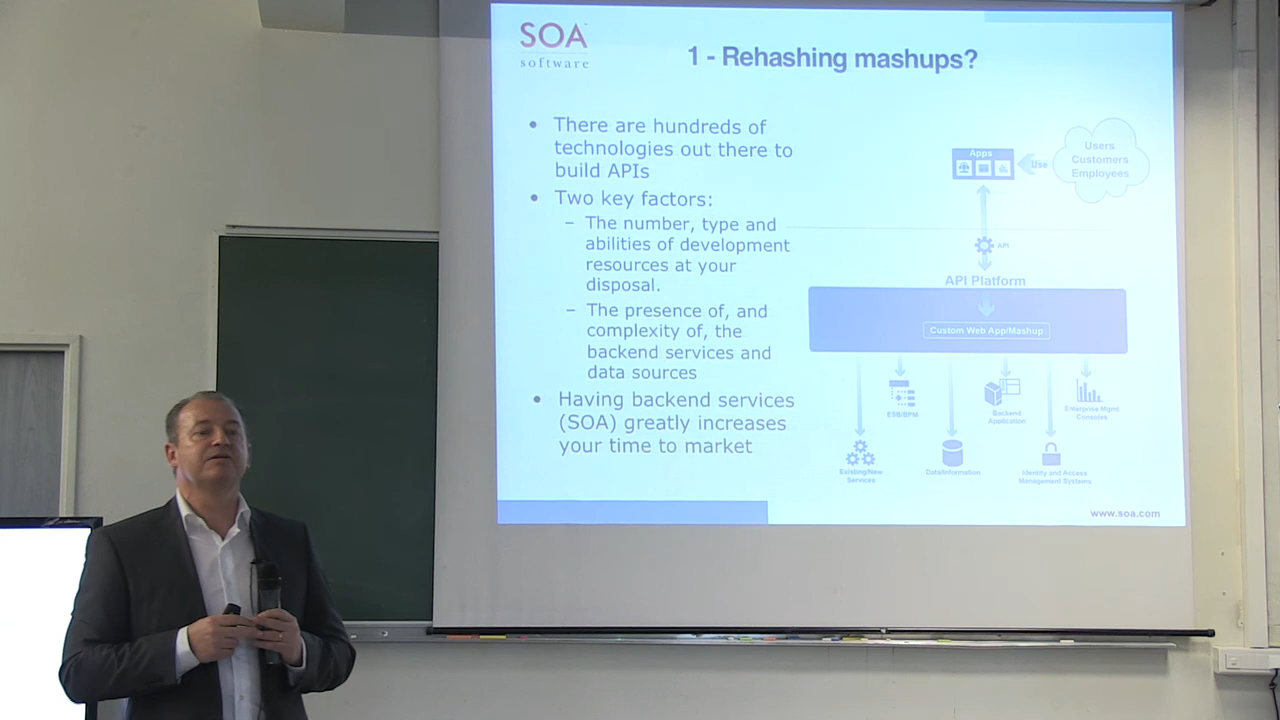 SOA
software
1 - Rehashing mashups?
• There are hundreds of
technologies out there to
build APIs
• Two key factors:
– The number, type and
abilities of development
resources at your
disposal.
– The presence of, and
complexity of, the
backend services and
data sources
• Having backend services
(SOA) greatly increases
your time to market
Apps
Use
Users
Customers
Employees
API
API Platform
Custom Web App/Mashup
ESB/BPM
Backend
Application
Enterprise Mgmt
Consoles
Existing/New
Services
Data/Information
Identity and Access
Management Systems
www.soa.com